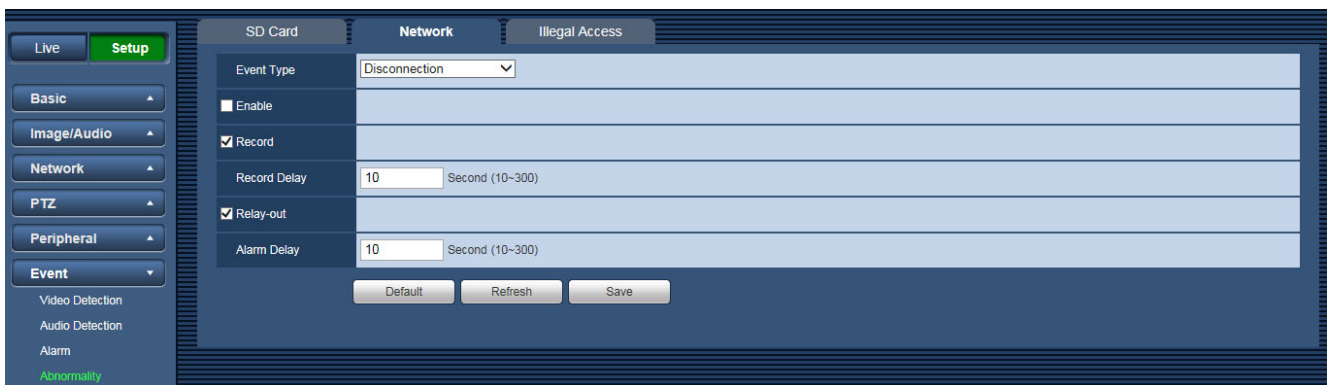 SD Card Network Illegal Access
Live Setup
Event Type Disconnection
Basic
Enable
Image/Audio
Record
Network
Record Delay 10 Second (10~300)
PTZ
Relay-out
Peripheral
Alarm Delay 10 Second (10~300)
Event
Default Refresh Save
Video Detection
Audio Detection
Alarm
Abnormality